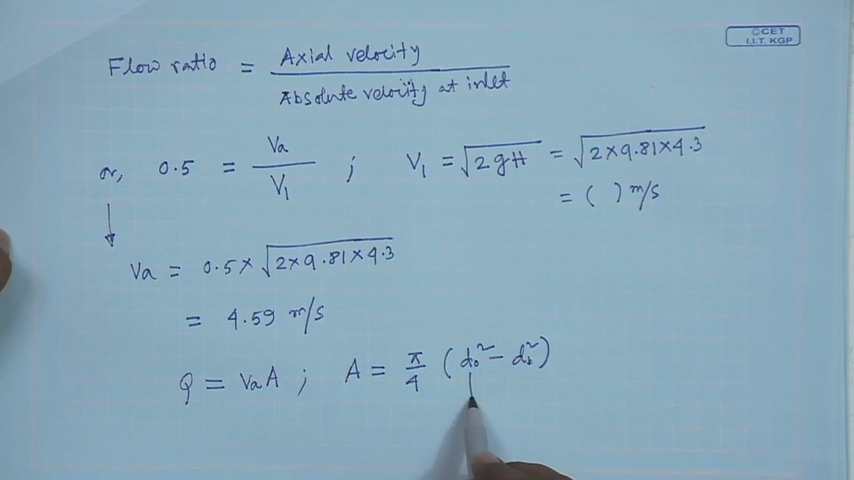 ©CET
I.I.T. KGP
Flow ratio = Axial velocity / Absolute velocity at inlet
or, 0.5 = Va / V1 ; V1 = √2gH = √2×9.81×4.3
= ( ) m/s
Va = 0.5 × √2×9.81×4.3
= 4.59 m/s
Q = VaA ; A = π/4 (do² - di²)